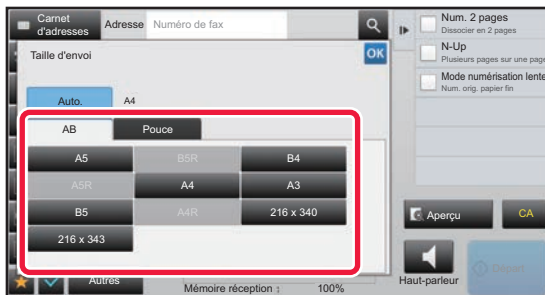 Carnet d'adresses
Adresse
Numéro de fax
Taille d'envoi
OK
Auto.
A4
AB
Pouce
A5
B5R
B4
A5R
A4
A3
B5
A4R
216 x 340
216 x 343
Autres
Mémoire réception :
100%
Num. 2 pages
Dissocier en 2 pages
N-Up
Plusieurs pages sur une page
Mode numérisation lente
Num. orig. papier fin
Aperçu
CA
Haut-parleur
Départ